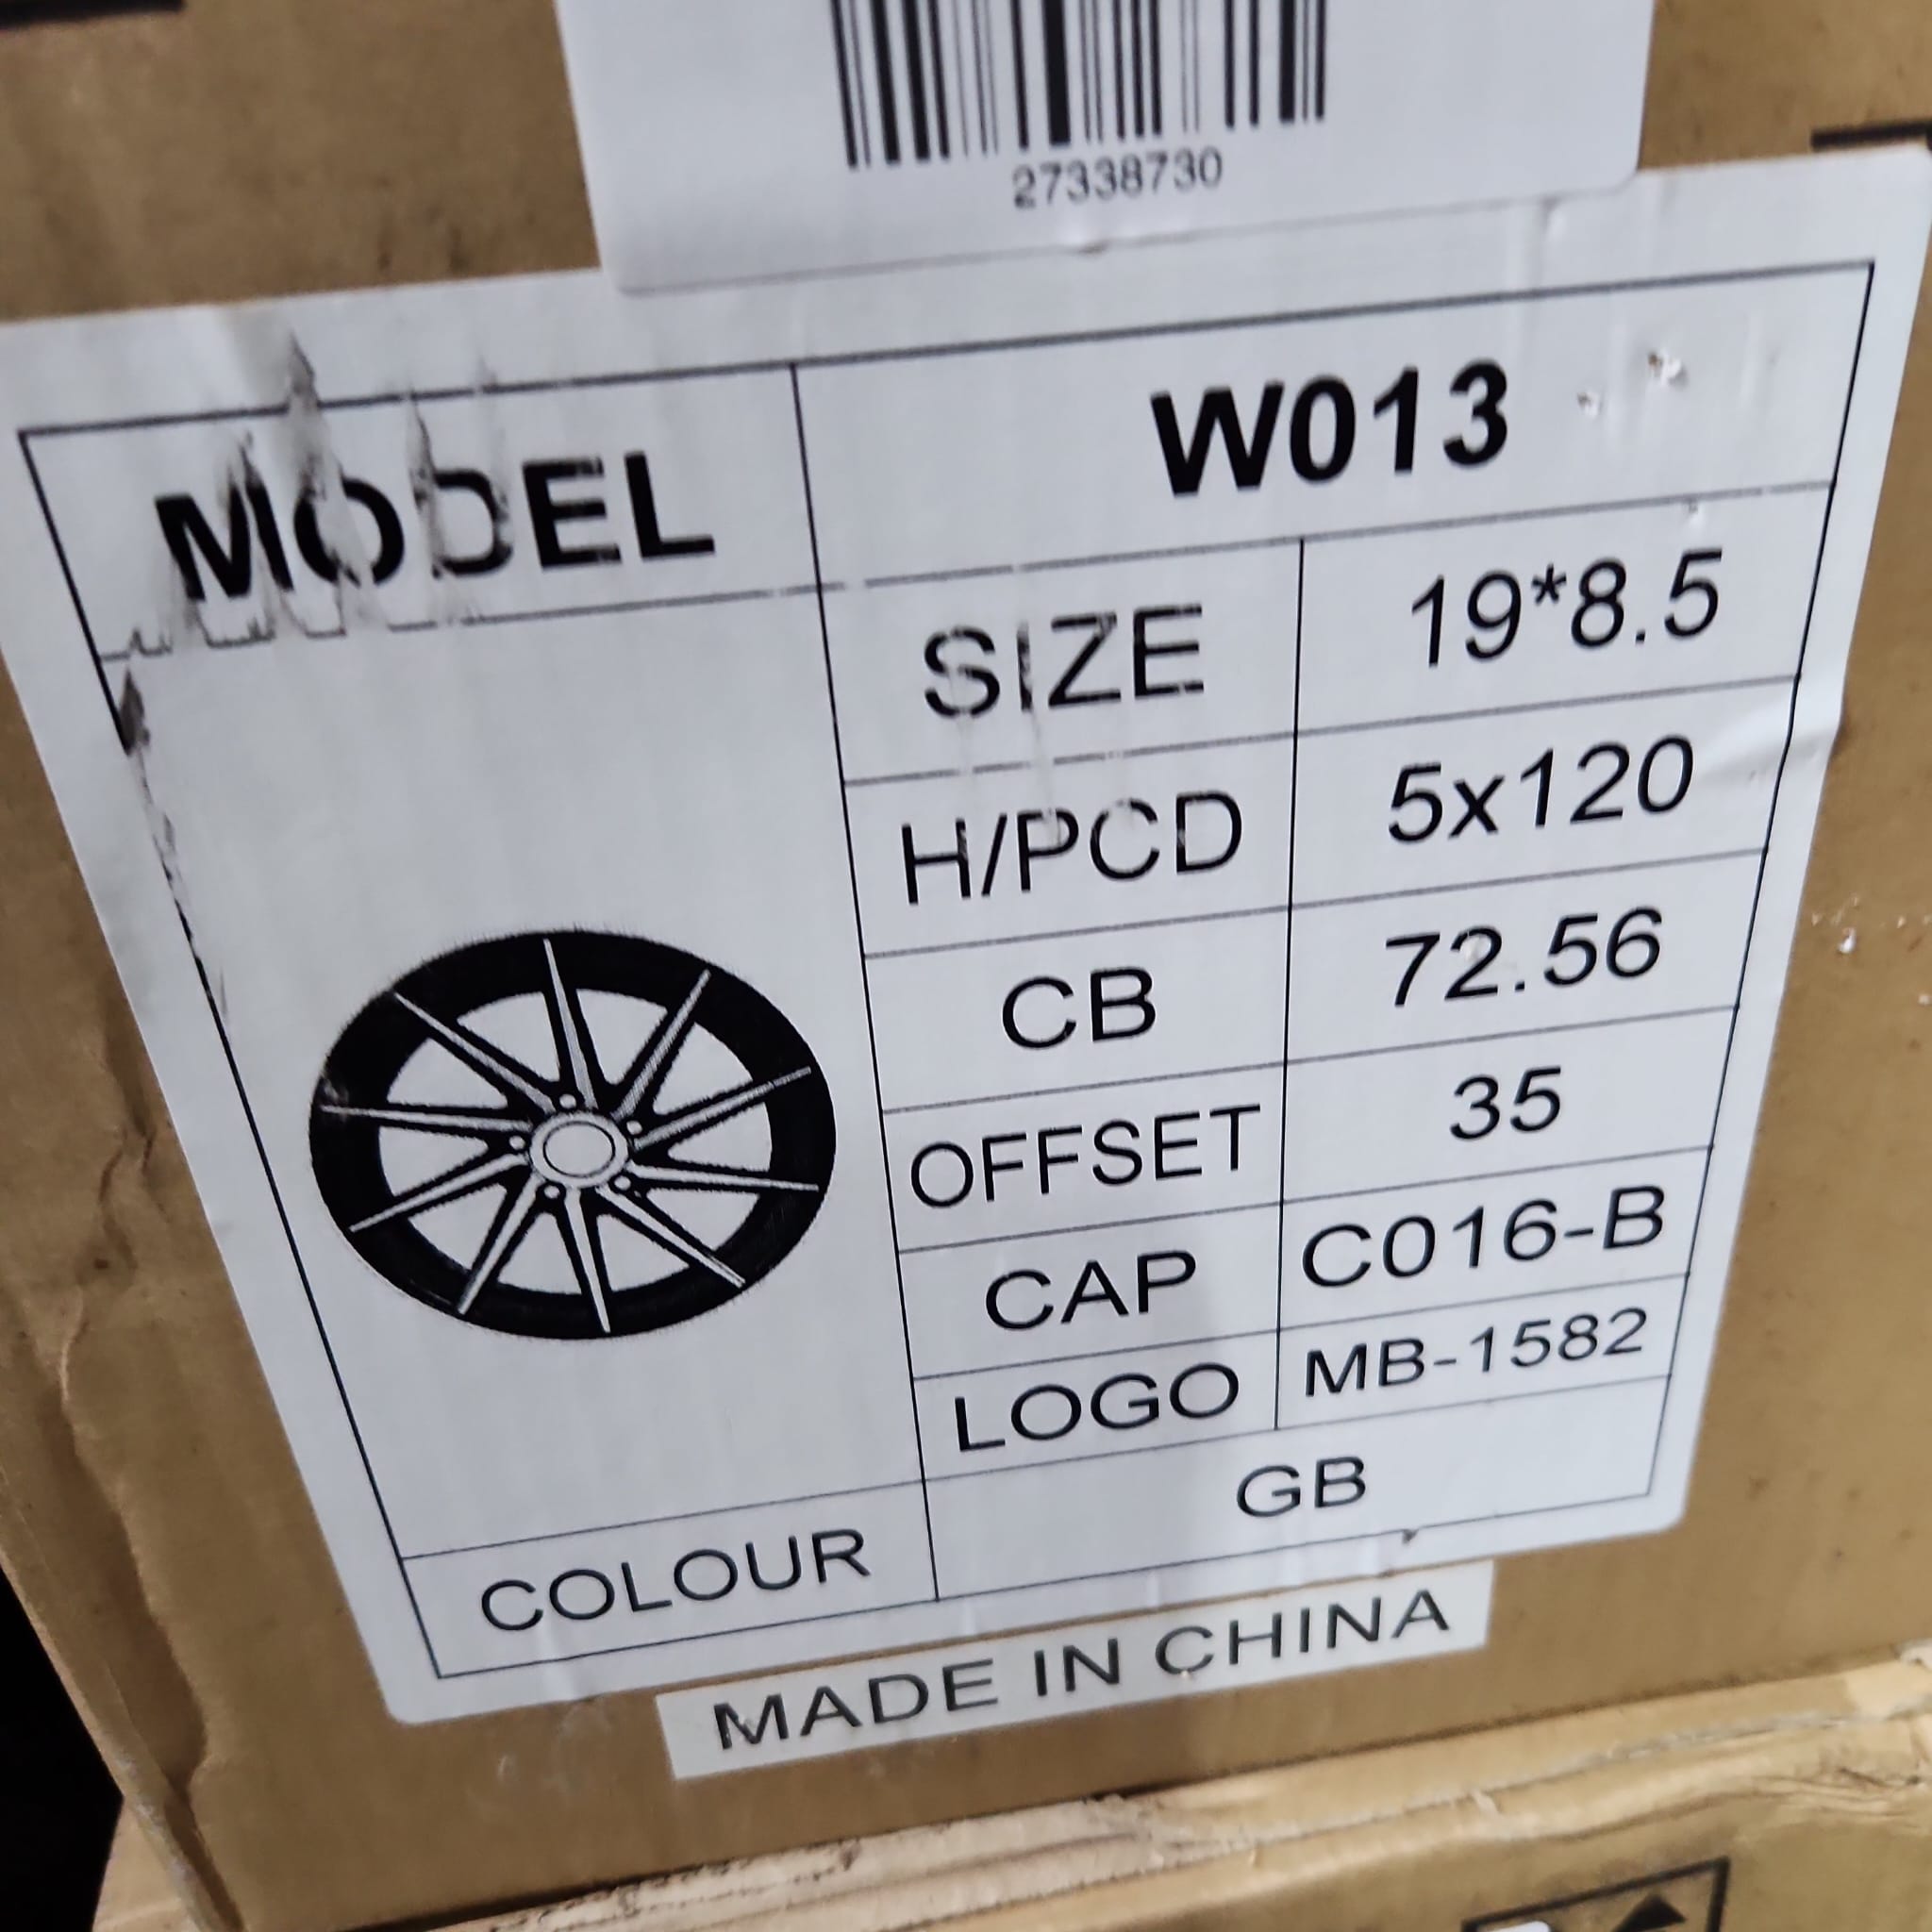 27338730
MODEL W013
SIZE 19*8.5
H/PCD 5x120
CB 72.56
OFFSET 35
CAP C016-B
LOGO MB-1582
COLOUR GB
MADE IN CHINA